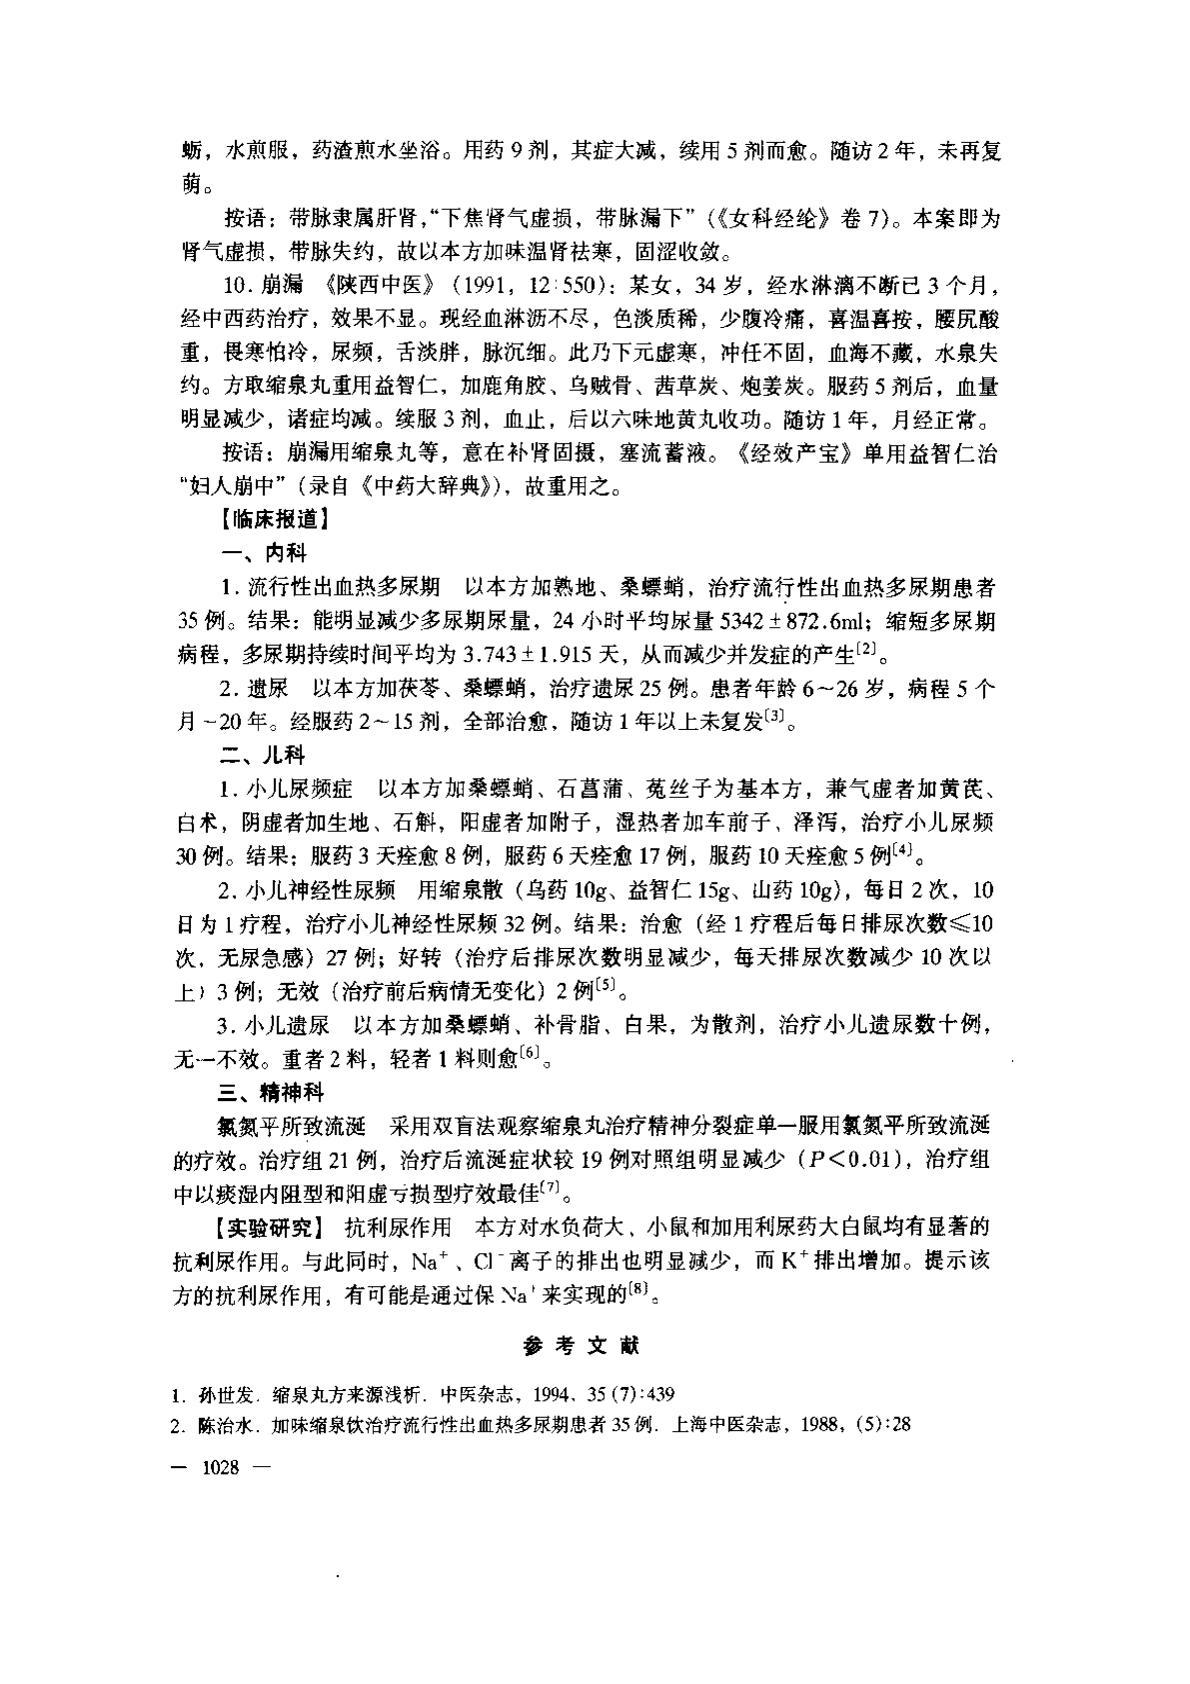 蛎，水煎服，药渣煎水坐浴。用药 9 剂，其症大减，续用 5 剂而愈。随访 2 年，未再复
萌。
按语：带脉隶属肝肾，“下焦肾气虚损，带脉漏下”（《女科经纶》卷 7）。本案即为
肾气虚损，带脉失约，故以本方加味温肾祛寒，固涩收敛。
10. 崩漏 《陕西中医》（1991，12:550）：某女，34 岁，经水淋漓不断已 3 个月，
经中西药治疗，效果不显。现经血淋沥不尽，色淡质稀，少腹冷痛，喜温喜按，腰尻酸
重，畏寒怕冷，尿频，舌淡胖，脉沉细。此乃下元虚寒，冲任不固，血海不藏，水泉失
约。方取缩泉丸重用益智仁，加鹿角胶、乌贼骨、茜草炭、炮姜炭。服药 5 剂后，血量
明显减少，诸症均减。续服 3 剂，血止，后以六味地黄丸收功。随访 1 年，月经正常。
按语：崩漏用缩泉丸等，意在补肾固摄，塞流蓄液。《经效产宝》单用益智仁治
“妇人崩中”（录自《中药大辞典》），故重用之。
【临床报道】
一、内科
1. 流行性出血热多尿期 以本方加熟地、桑螵蛸，治疗流行性出血热多尿期患者
35 例。结果：能明显减少多尿期尿量，24 小时平均尿量 5342±872.6ml；缩短多尿期
病程，多尿期持续时间平均为 3.743±1.915 天，从而减少并发症的产生〔2〕。
2. 遗尿 以本方加茯苓、桑螵蛸，治疗遗尿 25 例。患者年龄 6～26 岁，病程 5 个
月～20 年。经服药 2～15 剂，全部治愈，随访 1 年以上未复发〔3〕。
二、儿科
1. 小儿尿频症 以本方加桑螵蛸、石菖蒲、菟丝子为基本方，兼气虚者加黄芪、
白术，阴虚者加生地、石斛，阳虚者加附子，湿热者加车前子、泽泻，治疗小儿尿频
30 例。结果：服药 3 天痊愈 8 例，服药 6 天痊愈 17 例，服药 10 天痊愈 5 例〔4〕。
2. 小儿神经性尿频 用缩泉散（乌药 10g、益智仁 15g、山药 10g），每日 2 次，10
日为 1 疗程，治疗小儿神经性尿频 32 例。结果：治愈（经 1 疗程后每日排尿次数≤10
次，无尿急感）27 例；好转（治疗后排尿次数明显减少，每天排尿次数减少 10 次以
上）3 例；无效（治疗前后病情无变化）2 例〔5〕。
3. 小儿遗尿 以本方加桑螵蛸、补骨脂、白果，为散剂，治疗小儿遗尿数十例，
无一不效。重者 2 料，轻者 1 料则愈〔6〕。
三、精神科
氯氮平所致流涎 采用双盲法观察缩泉丸治疗精神分裂症单一服用氯氮平所致流涎
的疗效。治疗组 21 例，治疗后流涎症状较 19 例对照组明显减少（P＜0.01），治疗组
中以痰湿内阻型和阳虚亏损型疗效最佳〔7〕。
【实验研究】 抗利尿作用 本方对水负荷大、小鼠和加用利尿药大白鼠均有显著的
抗利尿作用。与此同时，Na⁺、Cl⁻离子的排出也明显减少，而 K⁺排出增加。提示该
方的抗利尿作用，有可能是通过保 Na⁺来实现的〔8〕。
参 考 文 献
1. 孙世发．缩泉丸方来源浅析．中医杂志，1994，35 (7):439
2. 陈治水．加味缩泉饮治疗流行性出血热多尿期患者 35 例．上海中医杂志，1988，(5):28
— 1028 —